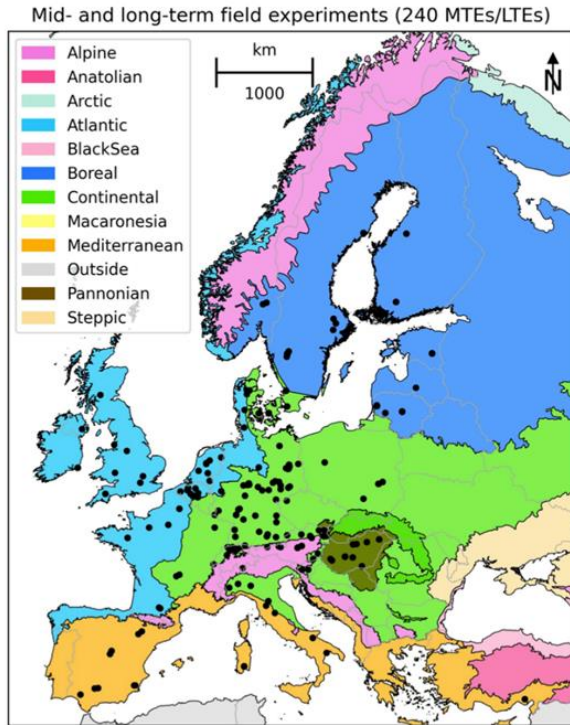 Mid- and long-term field experiments (240 MTEs/LTEs)
Alpine
Anatolian
Arctic
Atlantic
BlackSea
Boreal
Continental
Macaronesia
Mediterranean
Outside
Pannonian
Steppic
km
1000
N